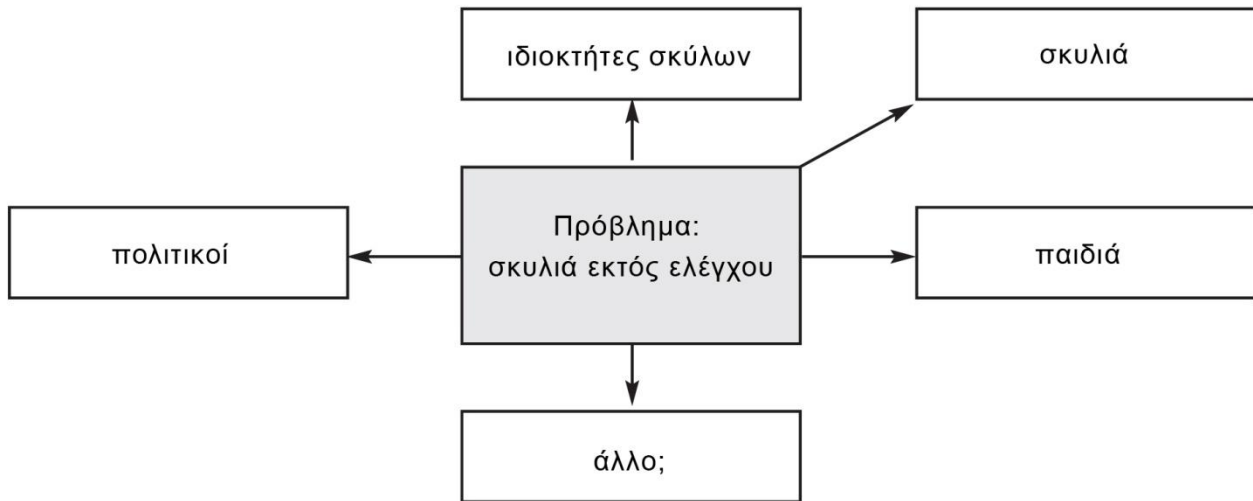 ιδιοκτήτες σκύλων
σκυλιά
πολιτικοί
Πρόβλημα:
σκυλιά εκτός ελέγχου
παιδιά
άλλο;